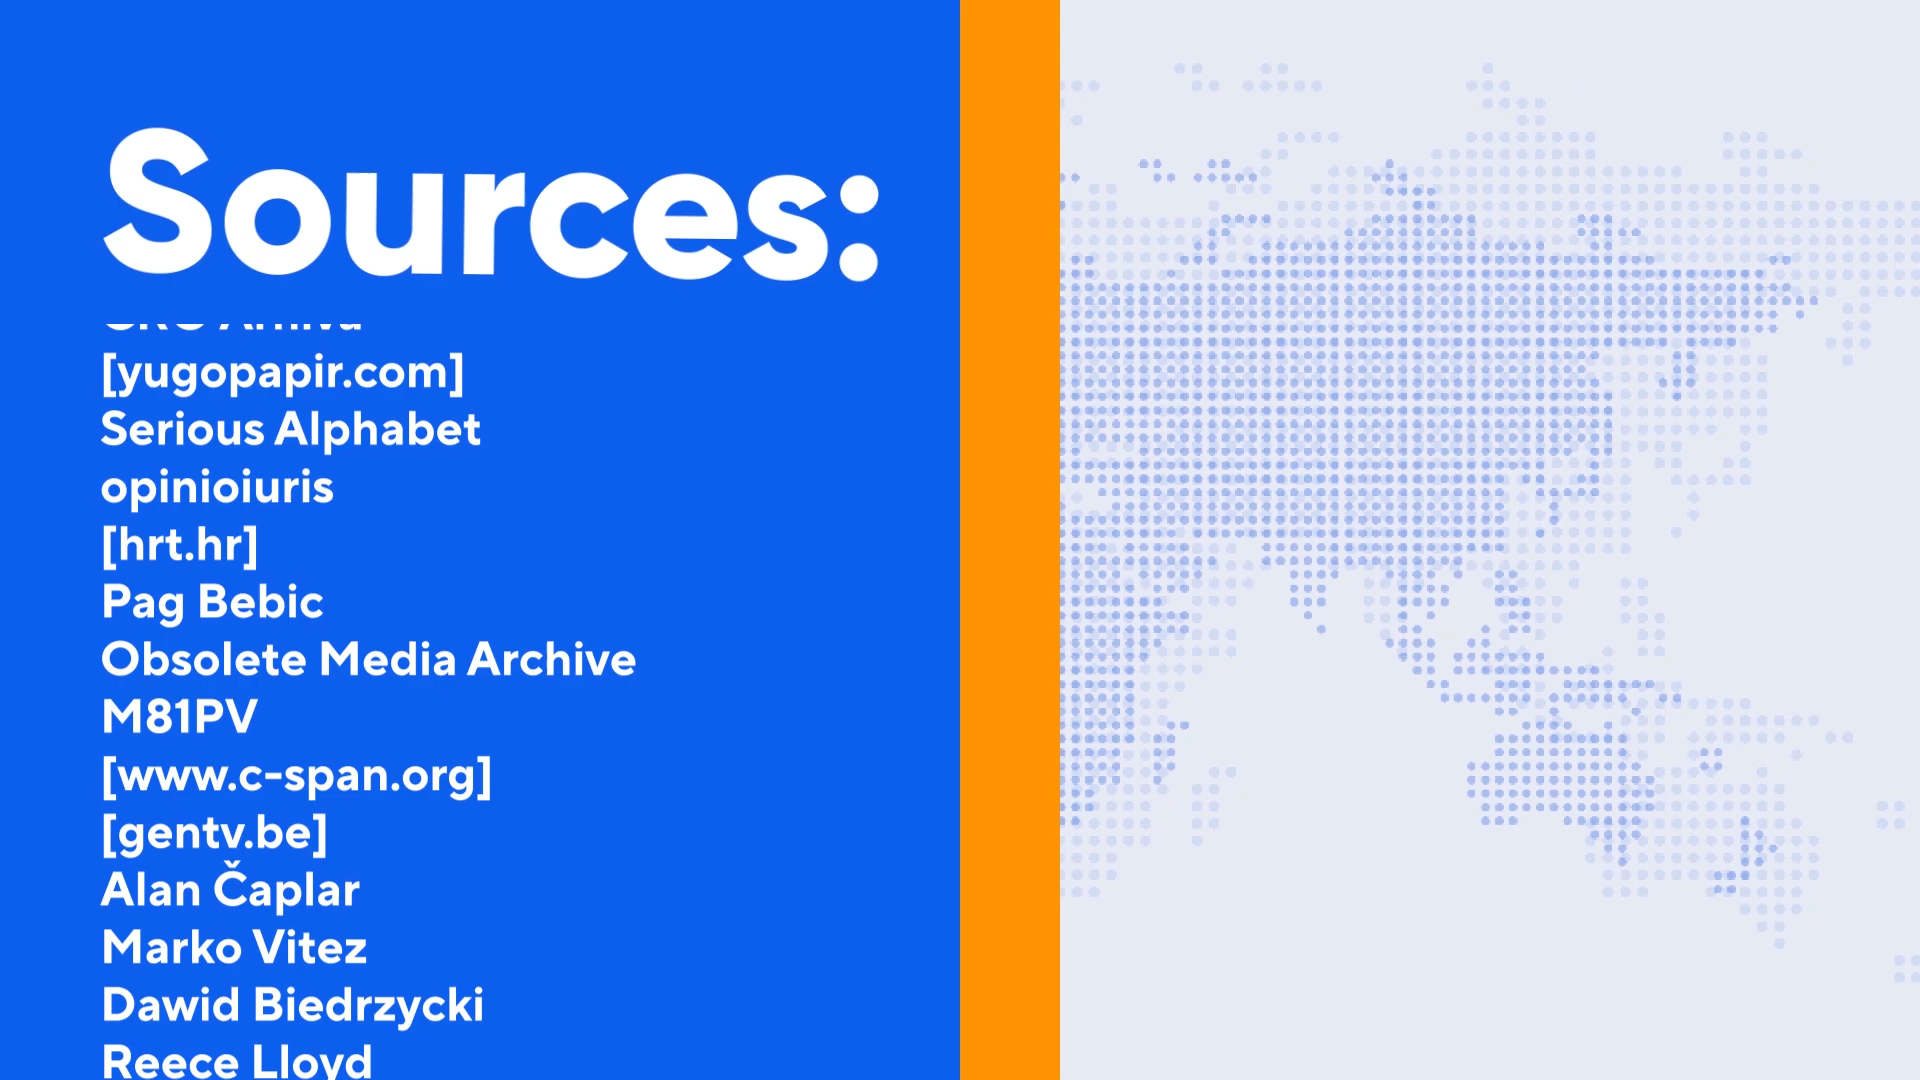 Sources:
[yugopapir.com]
Serious Alphabet
opinioiuris
[hrt.hr]
Pag Bebic
Obsolete Media Archive
M81PV
[www.c-span.org]
[gentv.be]
Alan Čaplar
Marko Vitez
Dawid Biedrzycki
Reece Lloyd